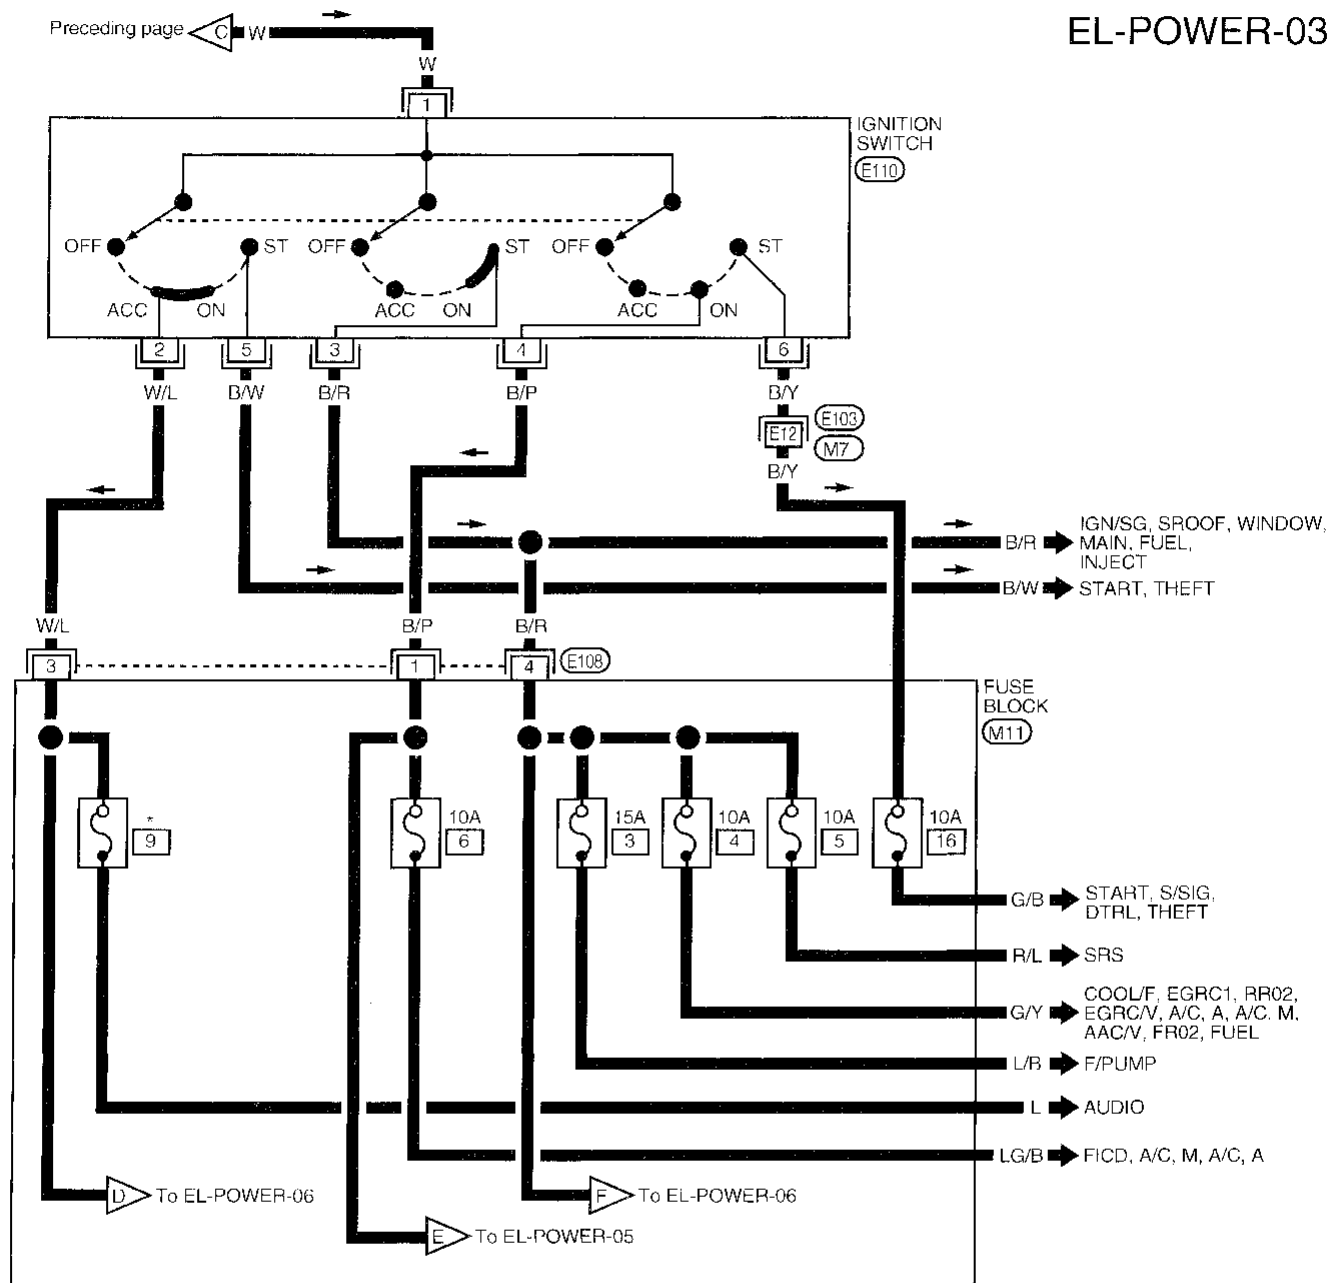 EL-POWER-03
Preceding page C W
W
1
IGNITION
SWITCH
E110
OFF ST OFF ST OFF ST
ACC ON ACC ON ACC ON
2 5 3 4 6
W/L B/W B/R B/P B/Y
E103
E12
M7
B/Y
B/R IGN/SG, SROOF, WINDOW,
MAIN, FUEL,
INJECT
B/W START, THEFT
W/L B/P B/R
3 1 4 E108
FUSE
BLOCK
M11
* 10A 15A 10A 10A 10A
9 6 3 4 5 16
G/B START, S/SIG,
DTRL, THEFT
R/L SRS
G/Y COOL/F, EGRC1, RR02,
EGRC/V, A/C, A, A/C. M,
AAC/V, FR02, FUEL
L/B F/PUMP
L AUDIO
LG/B FICD, A/C, M, A/C, A
D To EL-POWER-06 F To EL-POWER-06
E To EL-POWER-05